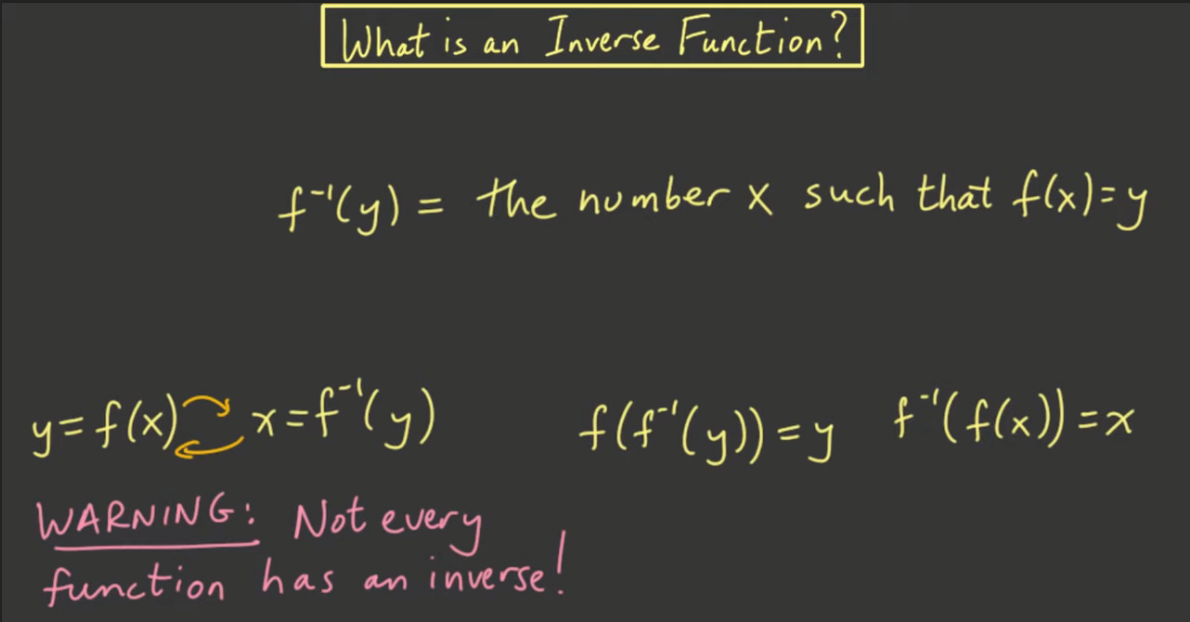 What is an Inverse Function?
f⁻¹(y) = the number x such that f(x)=y
y=f(x) x=f⁻¹(y)
f(f⁻¹(y))=y f⁻¹(f(x))=x
WARNING: Not every
function has an inverse!